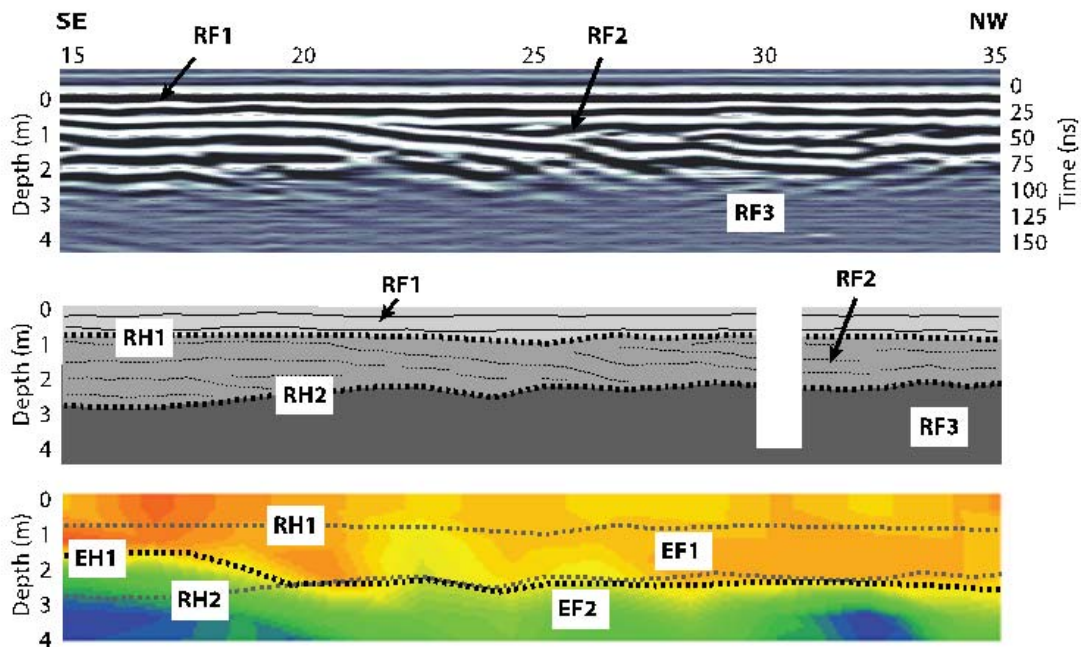 SE NW
RF1 RF2
15 20 25 30 35
0 0
25
1 50
2 75
100
3 RF3 125
4 150
Depth (m) Time (ns)
RF1 RF2
0
RH1
1
2
RH2
3
RF3
4
Depth (m)
0
RH1
1
EF1
EH1
2
RH2
3
EF2
4
Depth (m)